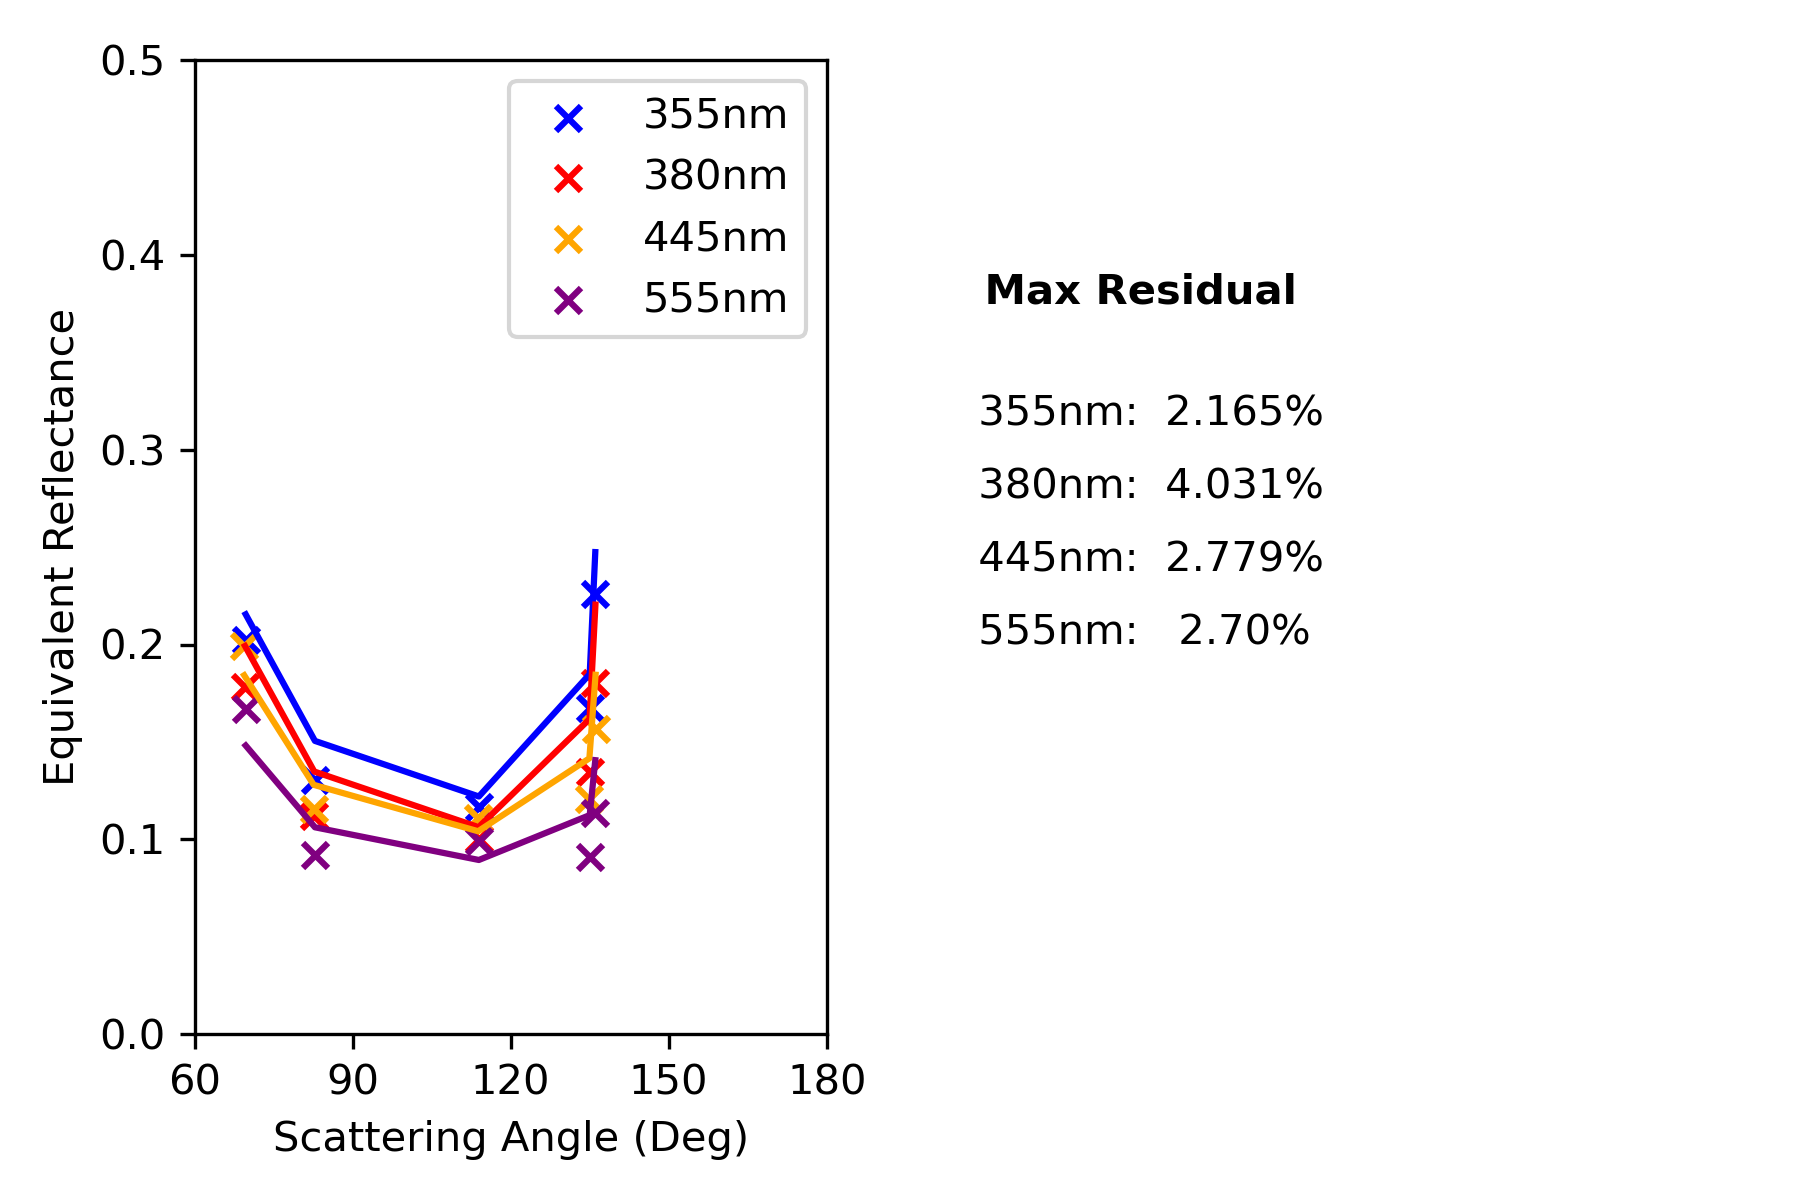 0.5
0.4
0.3
0.2
0.1
0.0
60 90 120 150 180
Equivalent Reflectance
Scattering Angle (Deg)
355nm
380nm
445nm
555nm
Max Residual
355nm: 2.165%
380nm: 4.031%
445nm: 2.779%
555nm: 2.70%